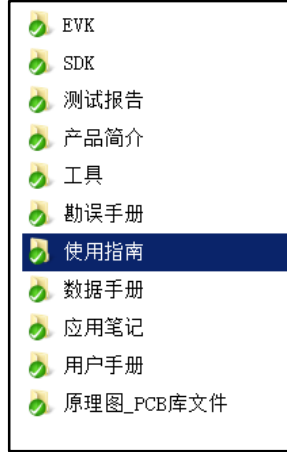 EVK
SDK
测试报告
产品简介
工具
勘误手册
使用指南
数据手册
应用笔记
用户手册
原理图_PCB库文件